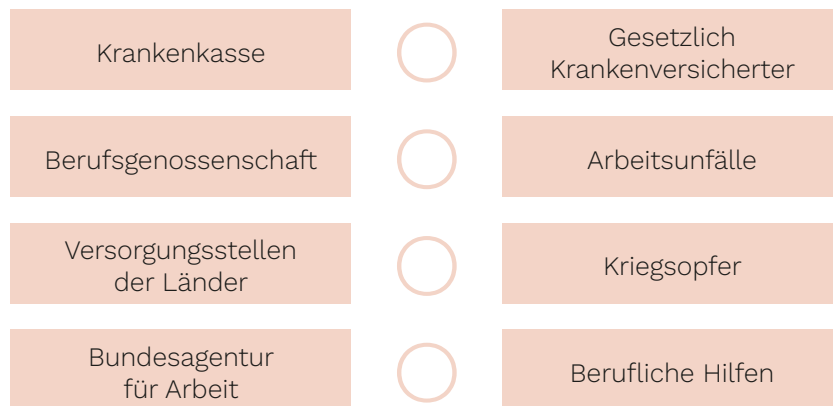 Krankenkasse
Gesetzlich
Krankenversicherter
Berufsgenossenschaft
Arbeitsunfälle
Versorgungsstellen
der Länder
Kriegsopfer
Bundesagentur
für Arbeit
Berufliche Hilfen